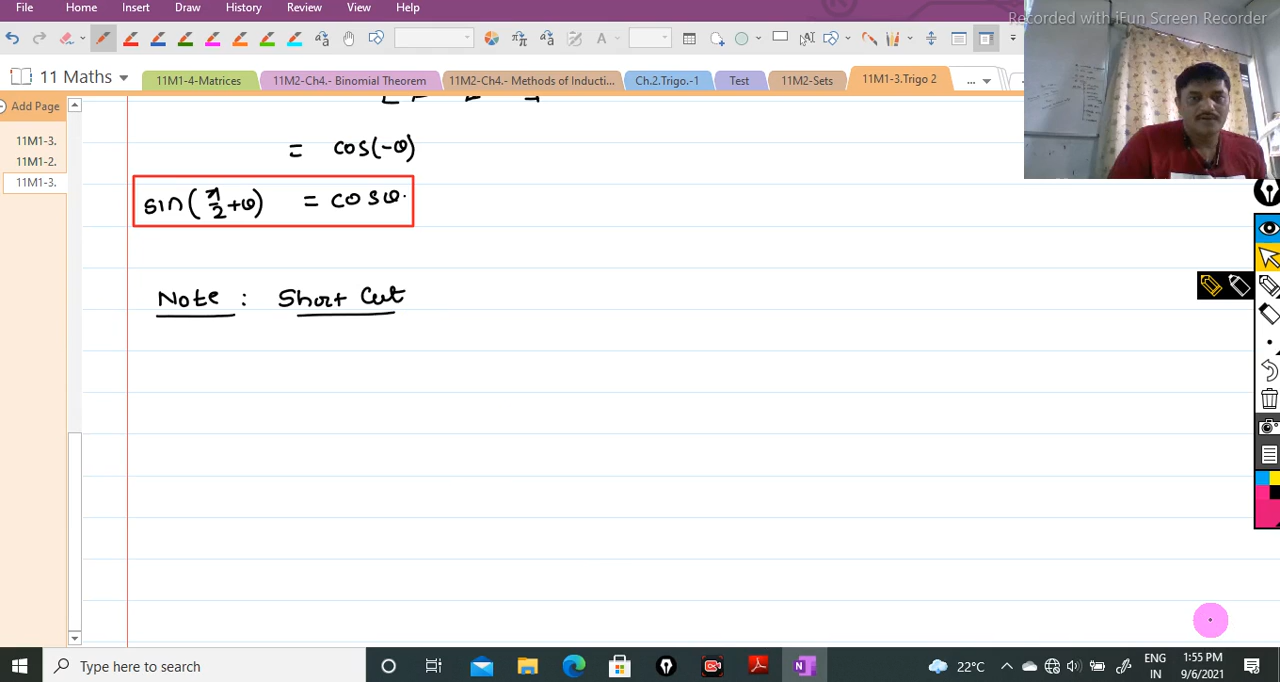 File Home Insert Draw History Review View Help
Recorded with iFun Screen Recorder
11 Maths 11M1-4-Matrices 11M2-Ch4.- Binomial Theorem 11M2-Ch4.- Methods of Inducti... Ch.2.Trigo.-1 Test 11M2-Sets 11M1-3.Trigo 2 ...
Add Page
11M1-3.
11M1-2.
11M1-3.
= cos(-θ)
sin(π/2+θ) = cosθ.
Note : Short Cut
Type here to search
22°C
ENG
IN
1:55 PM
9/6/2021